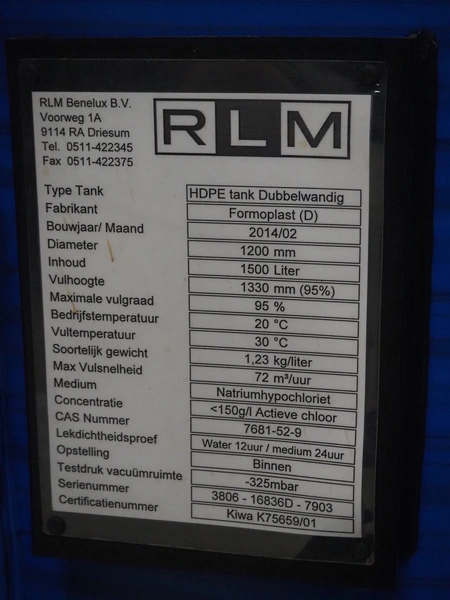 RLM Benelux B.V.
Voorweg 1A
9114 RA Driesum
Tel. 0511-422345
Fax 0511-422375
RLM
Type Tank HDPE tank Dubbelwandig
Fabrikant Formoplast (D)
Bouwjaar/ Maand 2014/02
Diameter 1200 mm
Inhoud 1500 Liter
Vulhoogte 1330 mm (95%)
Maximale vulgraad 95 %
Bedrijfstemperatuur 20 °C
Vultemperatuur 30 °C
Soortelijk gewicht 1,23 kg/liter
Max Vulsnelheid 72 m³/uur
Medium Natriumhypochloriet
Concentratie <150g/l Actieve chloor
CAS Nummer 7681-52-9
Lekdichtheidsproef Water 12uur / medium 24uur
Opstelling Binnen
Testdruk vacuümruimte -325mbar
Serienummer 3806 - 16836D - 7903
Certificatienummer Kiwa K75659/01